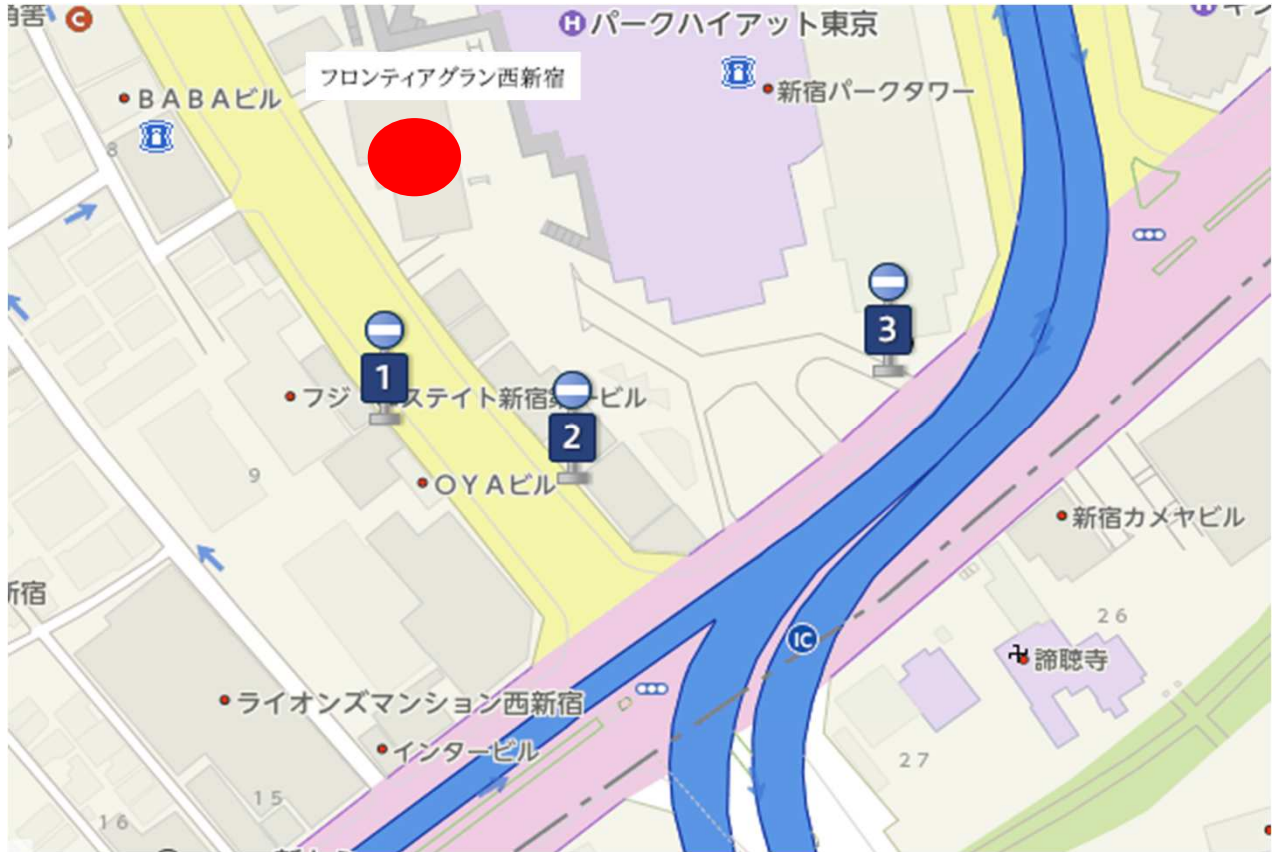 C
H パークハイアット東京
フロンティアグラン西新宿
新宿パークタワー
BABAビル
8
3
1
フジ
ステイト新宿
ビル
2
9
OYAビル
新宿カメヤビル
新宿
26
IC
諦聴寺
ライオンズマンション西新宿
インタービル
27
15
16